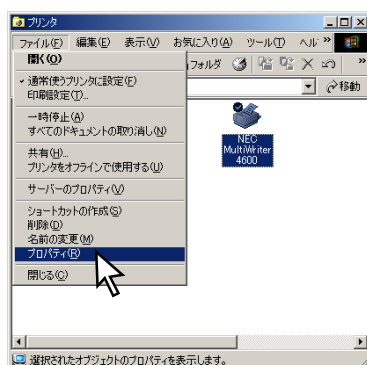 プリンタ
ファイル(F) 編集(E) 表示(V) お気に入り(A) ツール(T) ヘル »
開く(O)
フォルダ »
通常使うプリンタに設定(F)
印刷設定(T)...
移動
一時停止(A)
すべてのドキュメントの取り消し(N)
共有(H)...
プリンタをオフラインで使用する(U)
サーバーのプロパティ(V)
ショートカットの作成(S)
削除(D)
名前の変更(M)
プロパティ(R)
閉じる(C)
NEC
MultiWriter
4600
選択されたオブジェクトのプロパティを表示します。